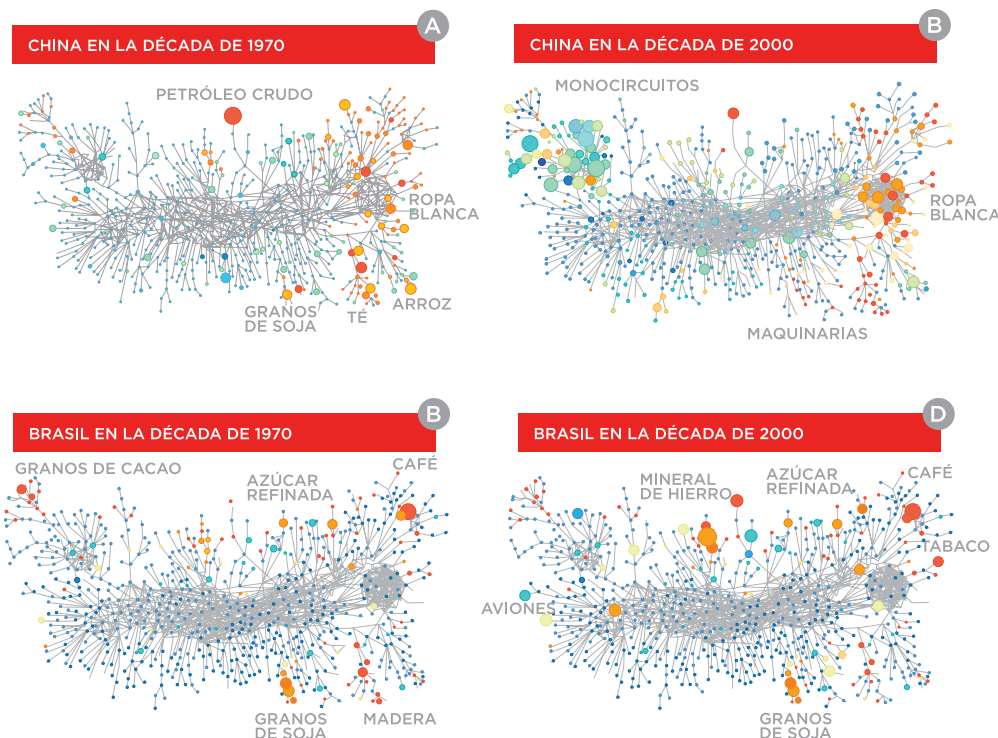 A
CHINA EN LA DÉCADA DE 1970
PETRÓLEO CRUDO
ROPA
BLANCA
GRANOS
DE SOJA
TÉ
ARROZ
B
CHINA EN LA DÉCADA DE 2000
MONOCIRCUITOS
ROPA
BLANCA
MAQUINARIAS
B
BRASIL EN LA DÉCADA DE 1970
GRANOS DE CACAO
AZÚCAR
REFINADA
CAFÉ
GRANOS
DE SOJA
MADERA
D
BRASIL EN LA DÉCADA DE 2000
MINERAL
DE HIERRO
AZÚCAR
REFINADA
CAFÉ
TABACO
AVIONES
GRANOS
DE SOJA